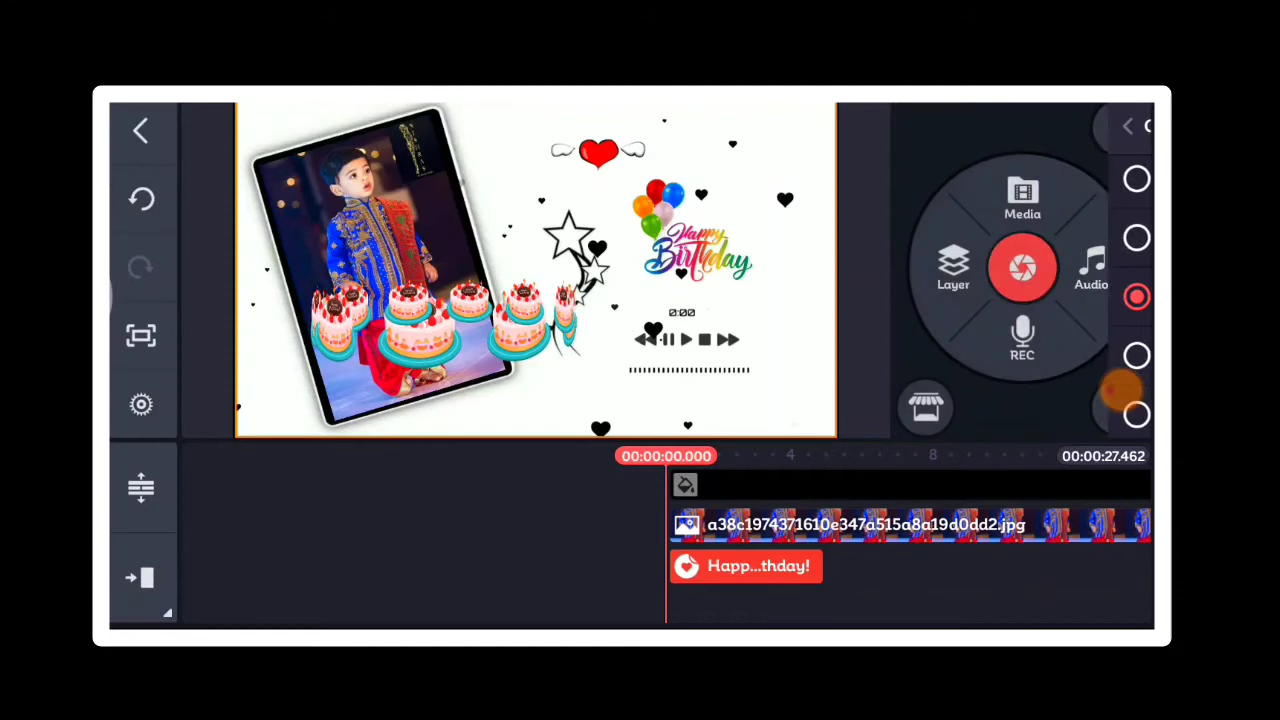 Happy
Birthday
0:00
Media
Layer
Audio
REC
00:00:00.000
4
8
00:00:27.462
a38c1974371610e347a515a8a19d0dd2.jpg
Happ...thday!